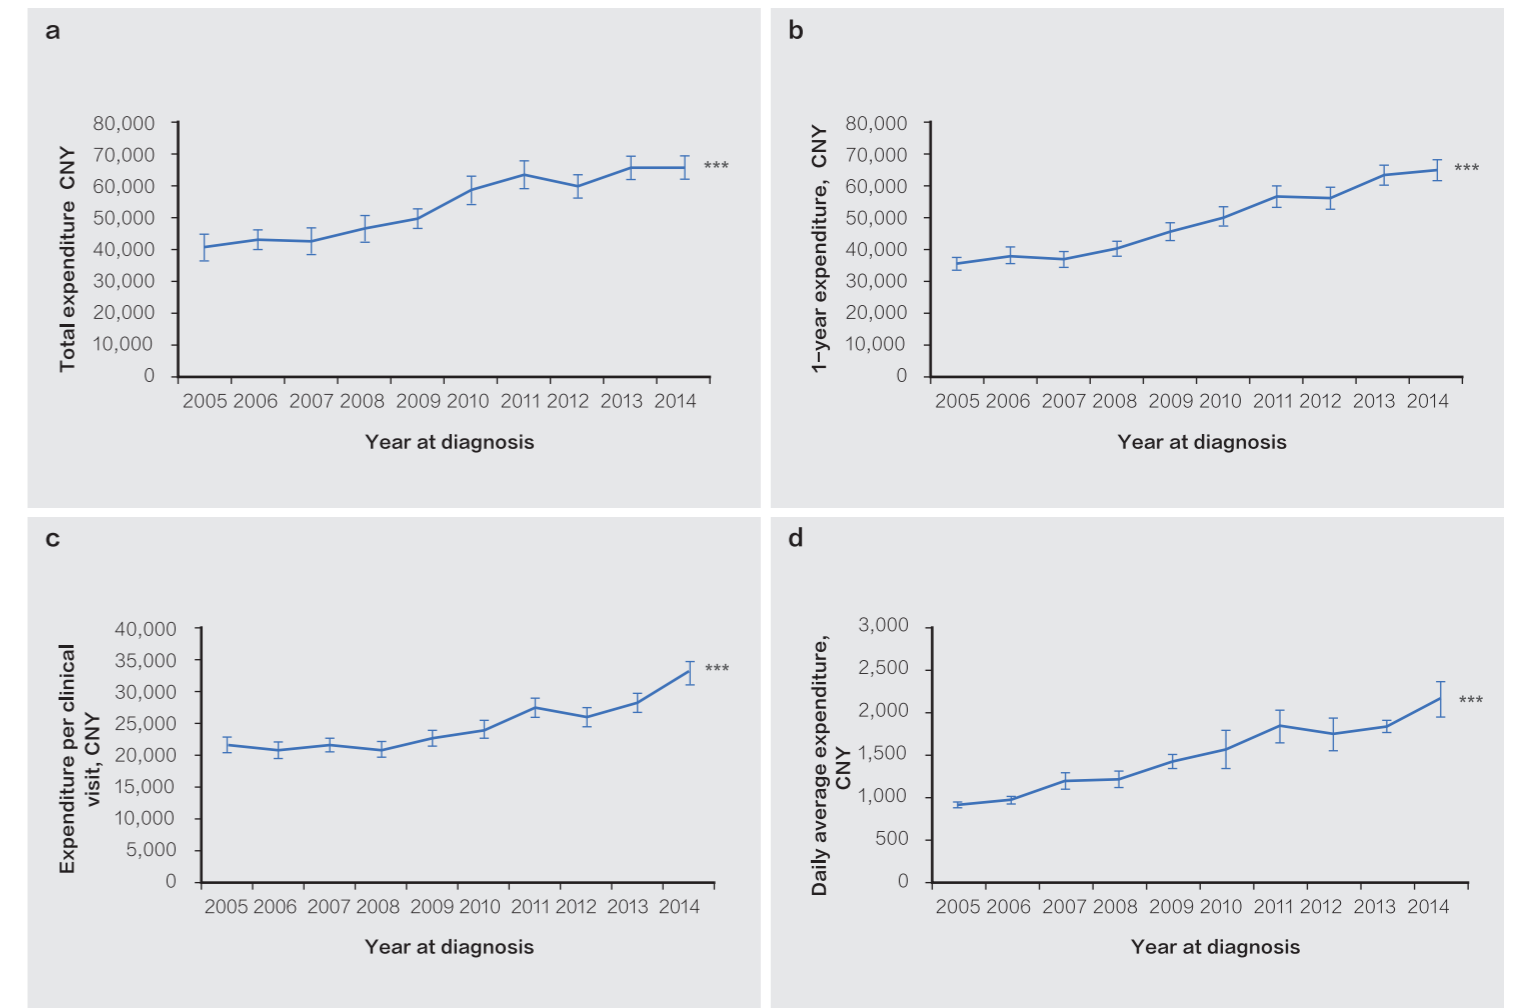 a
80,000
70,000
60,000
50,000
40,000
30,000
20,000
10,000
0
Total expenditure CNY
***
2005 2006 2007 2008 2009 2010 2011 2012 2013 2014
Year at diagnosis
b
80,000
70,000
60,000
50,000
40,000
30,000
20,000
10,000
0
1–year expenditure, CNY
***
2005 2006 2007 2008 2009 2010 2011 2012 2013 2014
Year at diagnosis
c
40,000
35,000
30,000
25,000
20,000
15,000
10,000
5,000
0
Expenditure per clinical
visit, CNY
***
2005 2006 2007 2008 2009 2010 2011 2012 2013 2014
Year at diagnosis
d
3,000
2,500
2,000
1,500
1,000
500
0
Daily average expenditure,
CNY
***
2005 2006 2007 2008 2009 2010 2011 2012 2013 2014
Year at diagnosis